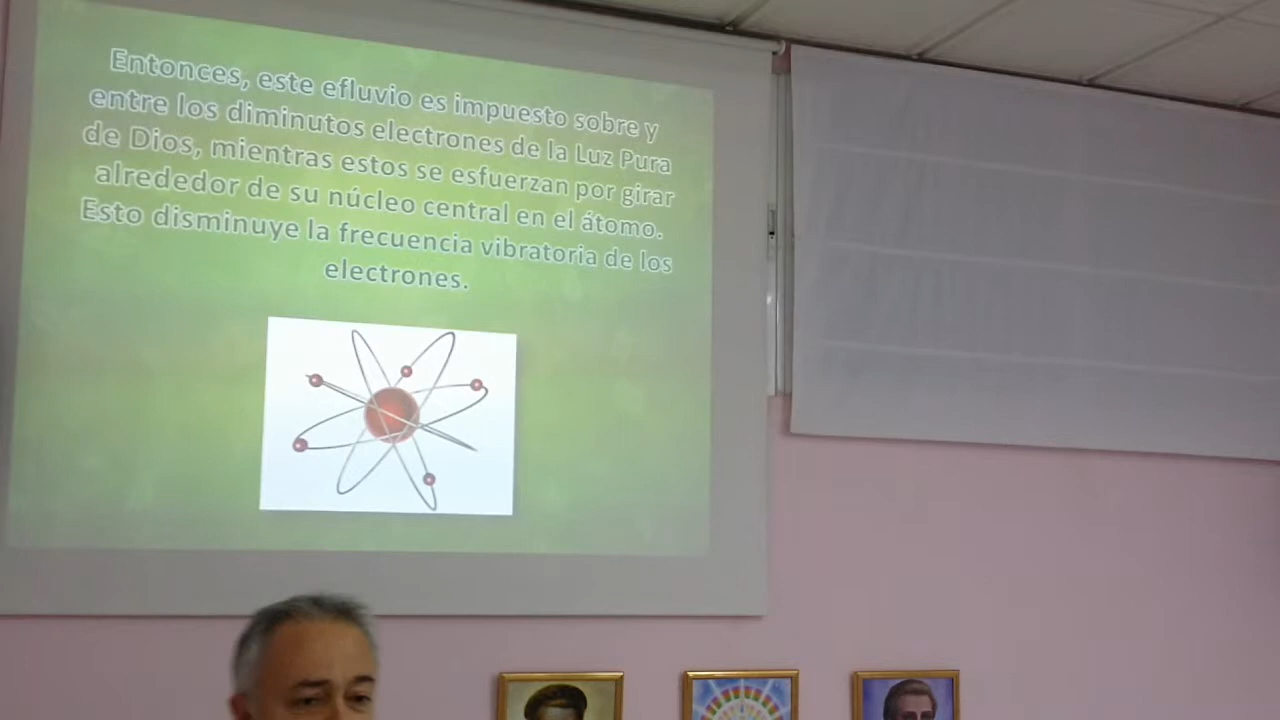 Entonces, este efluvio es impuesto sobre y
entre los diminutos electrones de la Luz Pura
de Dios, mientras estos se esfuerzan por girar
alrededor de su núcleo central en el átomo.
Esto disminuye la frecuencia vibratoria de los
electrones.